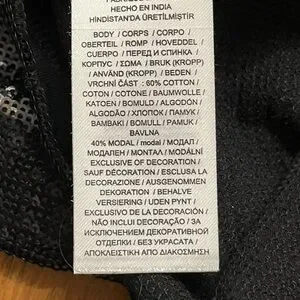 HECHO EN INDIA
HİNDİSTAN'DA ÜRETİLMİŞTİR
BODY / CORPS / CORPO /
OBERTEIL / ROMP / HOVEDDEL /
CUERPO / ПЕРЕД И СПИНКА /
КОРПУС / ΣΩΜΑ / BRUK (KROPP)
/ ANVÄND (KROPP) / BEDEN /
VRCHNÍ ČÁST : 60% COTTON /
COTON / COTONE / BAUMWOLLE /
KATOEN / BOMULD / ALGODÓN /
ALGODÃO / ХЛОПОК / ПАМУК /
ΒΑΜΒΑΚΙ / BOMULL / PAMUK /
BAVLNA
40% MODAL / modal / МОДАЛ /
МОДАЛЕН / ΜΟΝΤΑΛ / MODÁLNÍ
EXCLUSIVE OF DECORATION /
SAUF DÉCORATION / ESCLUSA LA
DECORAZIONE / AUSGENOMMEN
DEKORATION / BEHALVE
VERSIERING / UDEN PYNT /
EXCLUSIVO DE LA DECORACIÓN /
NÃO INCLUI DECORAÇÃO / ЗА
ИСКЛЮЧЕНИЕМ ДЕКОРАТИВНОЙ
ОТДЕЛКИ / БЕЗ УКРАСАТА /
ΑΠΟΚΛΕΙΣΤΙΚΗ ΑΠΟ ΔΙΑΚΟΣΜΗΣΗ